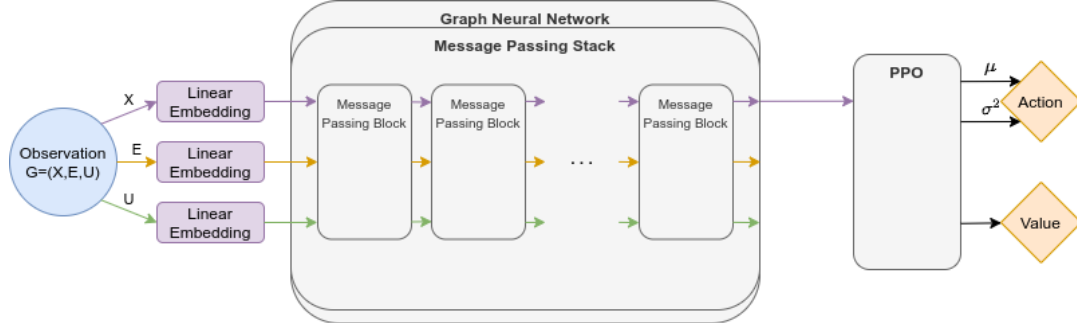 Graph Neural Network
Message Passing Stack
Observation
G=(X,E,U)
X
E
U
Linear
Embedding
Linear
Embedding
Linear
Embedding
Message
Passing Block
Message
Passing Block
...
Message
Passing Block
PPO
μ
σ²
Action
Value